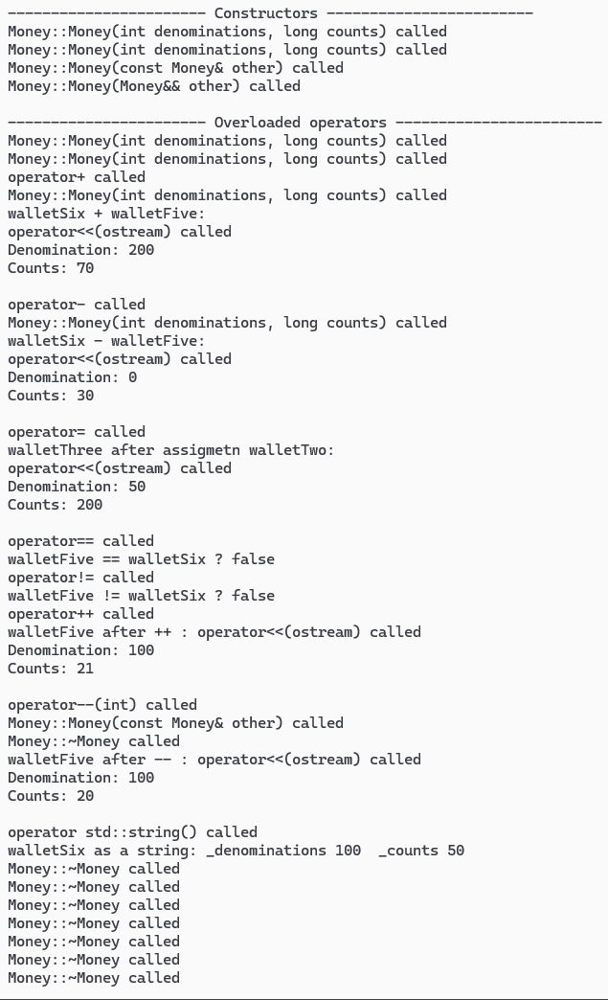 ----------------------- Constructors ------------------------
Money::Money(int denominations, long counts) called
Money::Money(int denominations, long counts) called
Money::Money(const Money& other) called
Money::Money(Money&& other) called
----------------------- Overloaded operators ------------------------
Money::Money(int denominations, long counts) called
Money::Money(int denominations, long counts) called
operator+ called
Money::Money(int denominations, long counts) called
walletSix + walletFive:
operator<<(ostream) called
Denomination: 200
Counts: 70
operator- called
Money::Money(int denominations, long counts) called
walletSix - walletFive:
operator<<(ostream) called
Denomination: 0
Counts: 30
operator= called
walletThree after assigmetn walletTwo:
operator<<(ostream) called
Denomination: 50
Counts: 200
operator== called
walletFive == walletSix ? false
operator!= called
walletFive != walletSix ? false
operator++ called
walletFive after ++ : operator<<(ostream) called
Denomination: 100
Counts: 21
operator--(int) called
Money::Money(const Money& other) called
Money::~Money called
walletFive after -- : operator<<(ostream) called
Denomination: 100
Counts: 20
operator std::string() called
walletSix as a string: _denominations 100  _counts 50
Money::~Money called
Money::~Money called
Money::~Money called
Money::~Money called
Money::~Money called
Money::~Money called
Money::~Money called